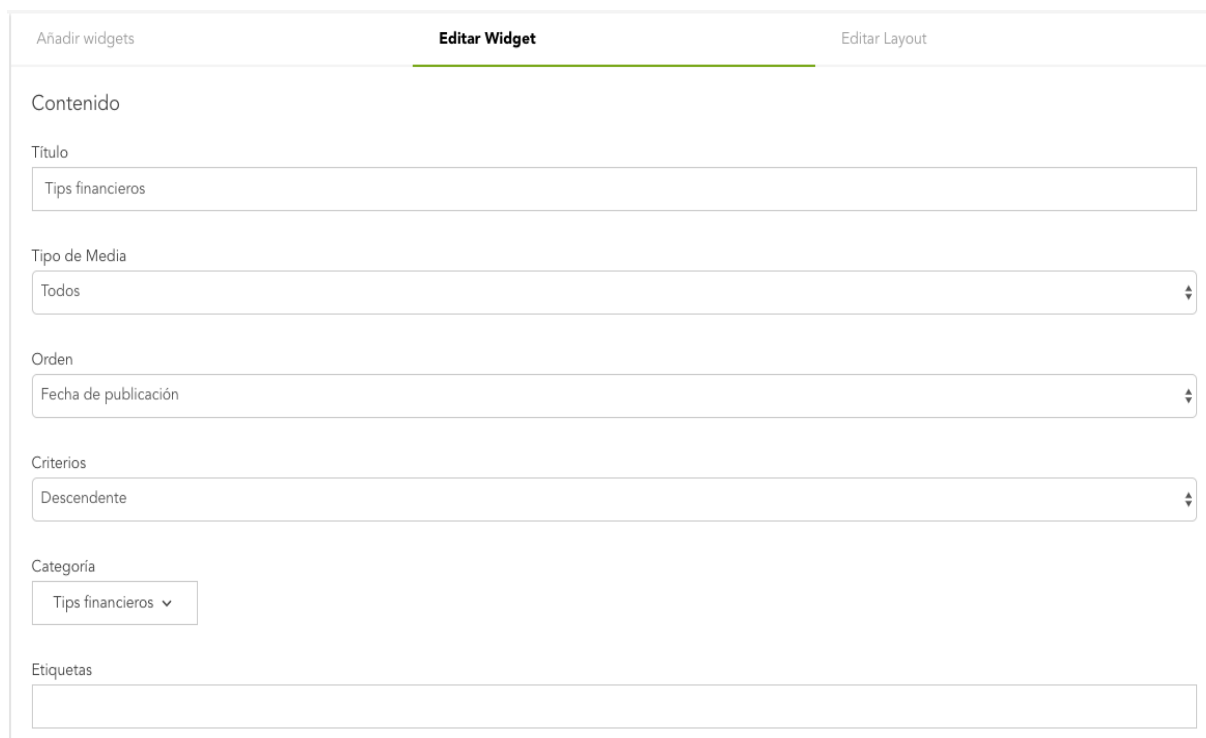 Añadir widgets
Editar Widget
Editar Layout
Contenido
Título
Tips financieros
Tipo de Media
Todos
Orden
Fecha de publicación
Criterios
Descendente
Categoría
Tips financieros
Etiquetas